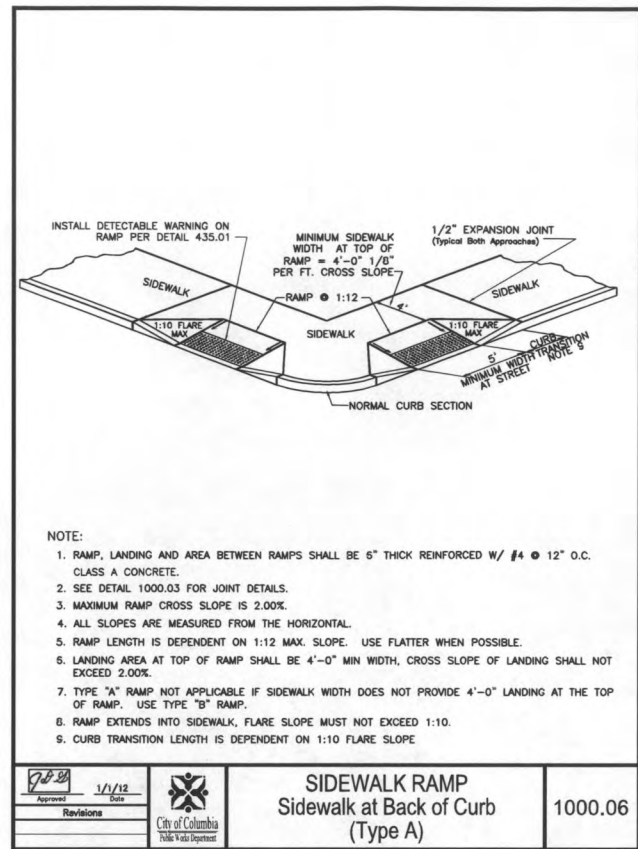 INSTALL DETECTABLE WARNING ON
RAMP PER DETAIL 435.01
MINIMUM SIDEWALK
WIDTH AT TOP OF
RAMP = 4'-0" 1/8"
PER FT. CROSS SLOPE
1/2" EXPANSION JOINT
(Typical Both Approaches)
SIDEWALK
RAMP @ 1:12
SIDEWALK
4'
SIDEWALK
1:10 FLARE
MAX
1:10 FLARE
MAX
5'
MINIMUM WIDTH
AT STREET
CURB
TRANSITION
NOTE 9
NORMAL CURB SECTION
NOTE:
1. RAMP, LANDING AND AREA BETWEEN RAMPS SHALL BE 6" THICK REINFORCED W/ #4 @ 12" O.C.
CLASS A CONCRETE.
2. SEE DETAIL 1000.03 FOR JOINT DETAILS.
3. MAXIMUM RAMP CROSS SLOPE IS 2.00%.
4. ALL SLOPES ARE MEASURED FROM THE HORIZONTAL.
5. RAMP LENGTH IS DEPENDENT ON 1:12 MAX. SLOPE. USE FLATTER WHEN POSSIBLE.
6. LANDING AREA AT TOP OF RAMP SHALL BE 4'-0" MIN WIDTH, CROSS SLOPE OF LANDING SHALL NOT
EXCEED 2.00%.
7. TYPE "A" RAMP NOT APPLICABLE IF SIDEWALK WIDTH DOES NOT PROVIDE 4'-0" LANDING AT THE TOP
OF RAMP. USE TYPE "B" RAMP.
8. RAMP EXTENDS INTO SIDEWALK, FLARE SLOPE MUST NOT EXCEED 1:10.
9. CURB TRANSITION LENGTH IS DEPENDENT ON 1:10 FLARE SLOPE
1/1/12
Approved Date
Revisions
City of Columbia
Public Works Department
SIDEWALK RAMP
Sidewalk at Back of Curb
(Type A)
1000.06